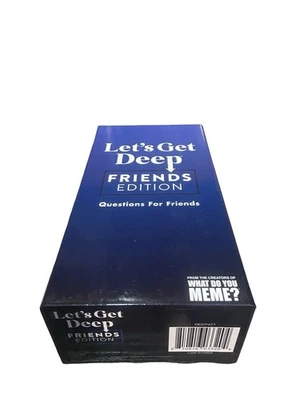 Let's Get
Deep
FRIENDS
EDITION
Questions For Friends
FROM THE CREATORS OF
WHAT DO YOU
MEME?
Let's Get
Deep
FRIENDS
EDITION